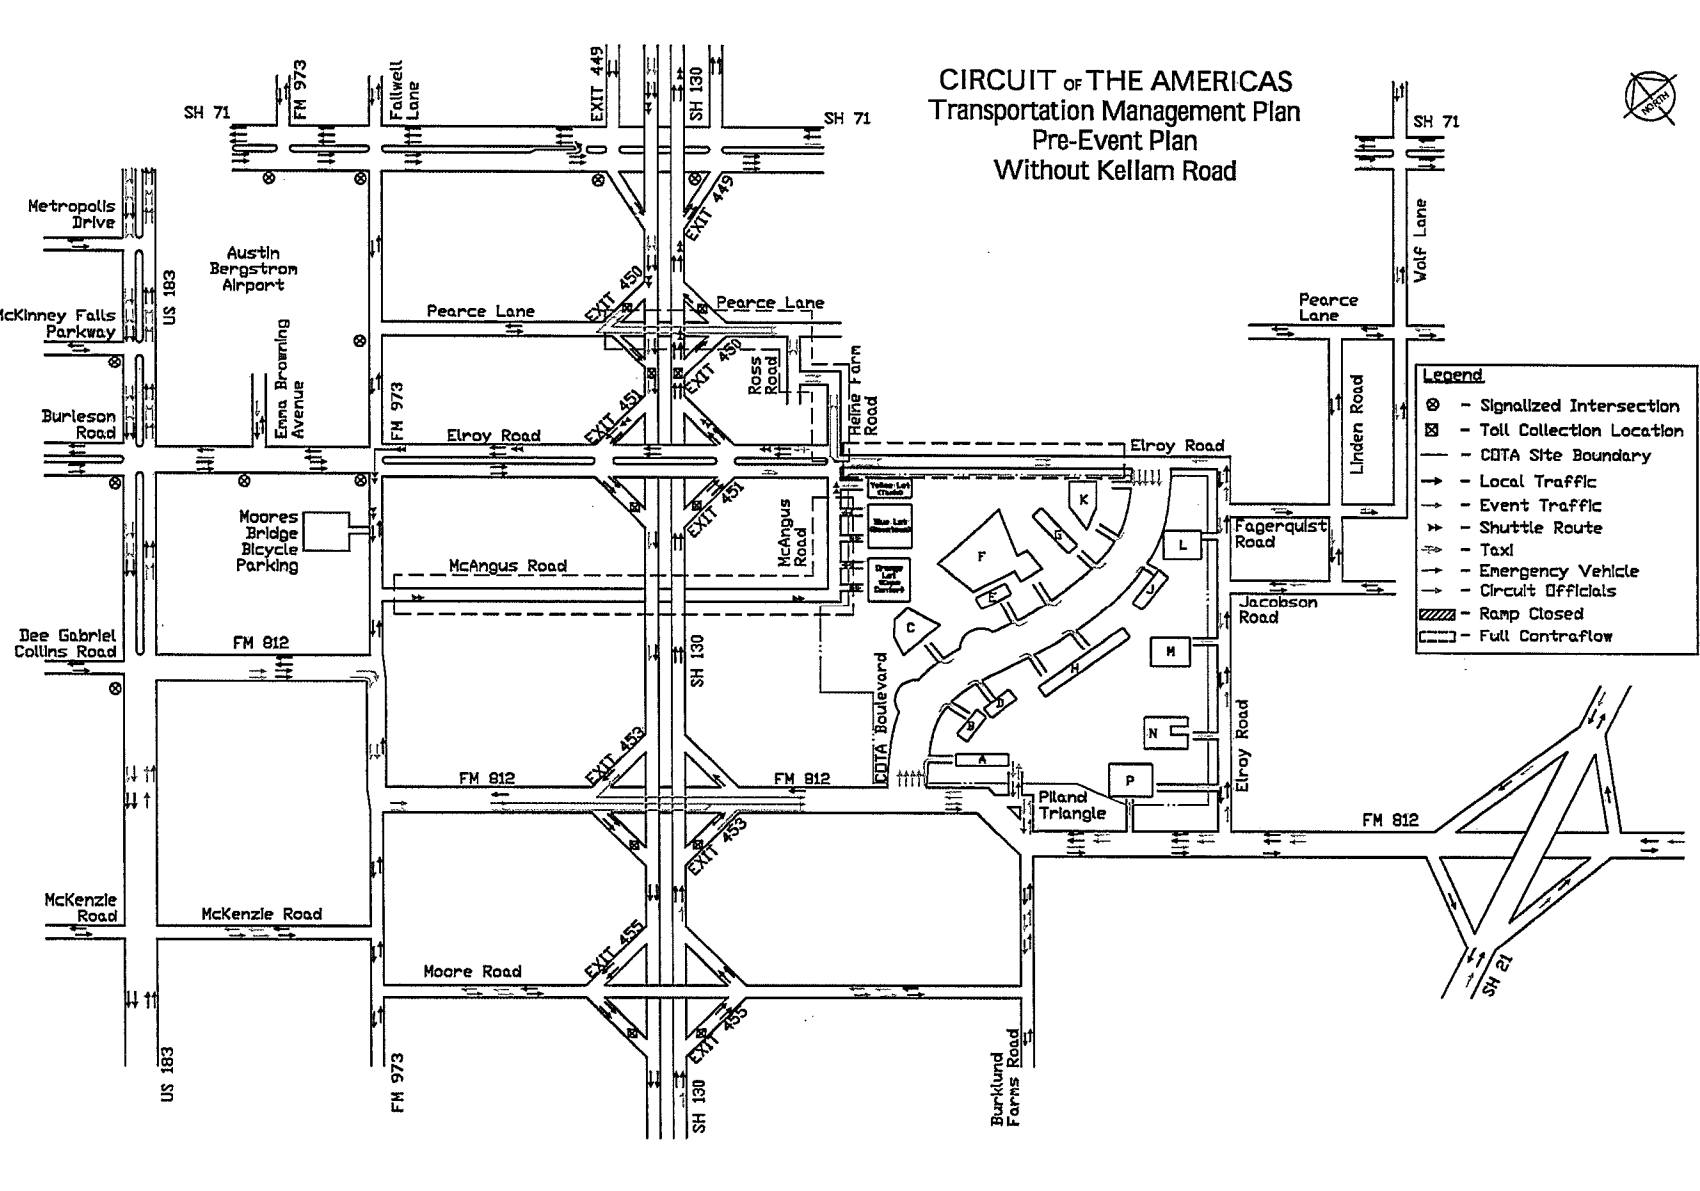 CIRCUIT OF THE AMERICAS
Transportation Management Plan
Pre-Event Plan
Without Kellam Road
NORTH
SH 71
FM 973
Fallwell
Lane
EXIT 449
SH 130
SH 71
SH 71
Metropolis
Drive
US 183
Austin
Bergstrom
Airport
EXIT 449
Wolf Lane
McKinney Falls
Parkway
Pearce Lane
EXIT 450
Pearce Lane
Pearce
Lane
Emma Browning
Avenue
EXIT 450
Ross
Road
Heine Farm
Road
Linden Road
Burleson
Road
FM 973
Elroy Road
EXIT 451
Elroy Road
EXIT 451
Legend
- Signalized Intersection
- Toll Collection Location
- COTA Site Boundary
- Local Traffic
- Event Traffic
- Shuttle Route
- Taxi
- Emergency Vehicle
- Circuit Officials
- Ramp Closed
- Full Contraflow
Yellow Lot
Moores
Bridge
Bicycle
Parking
McAngus
Road
McAngus Road
Orange
Lot
K
G
F
L
E
J
C
M
H
D
B
N
A
P
Fagerquist
Road
Jacobson
Road
Dee Gabriel
Collins Road
FM 812
SH 130
COTA Boulevard
Elroy Road
EXIT 453
FM 812
FM 812
Piland
Triangle
FM 812
EXIT 453
McKenzie
Road
McKenzie Road
EXIT 455
Moore Road
EXIT 455
SH 21
US 183
FM 973
SH 130
Burklund
Farms Road